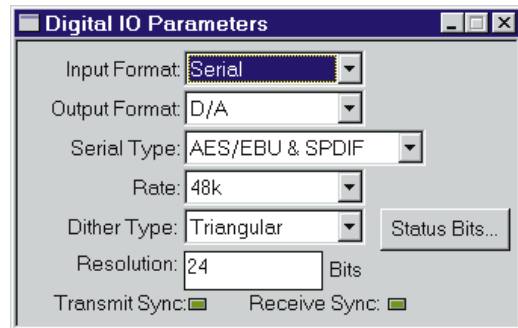 Digital IO Parameters
Input Format: Serial
Output Format: D/A
Serial Type: AES/EBU & SPDIF
Rate: 48k
Dither Type: Triangular Status Bits...
Resolution: 24 Bits
Transmit Sync: Receive Sync: